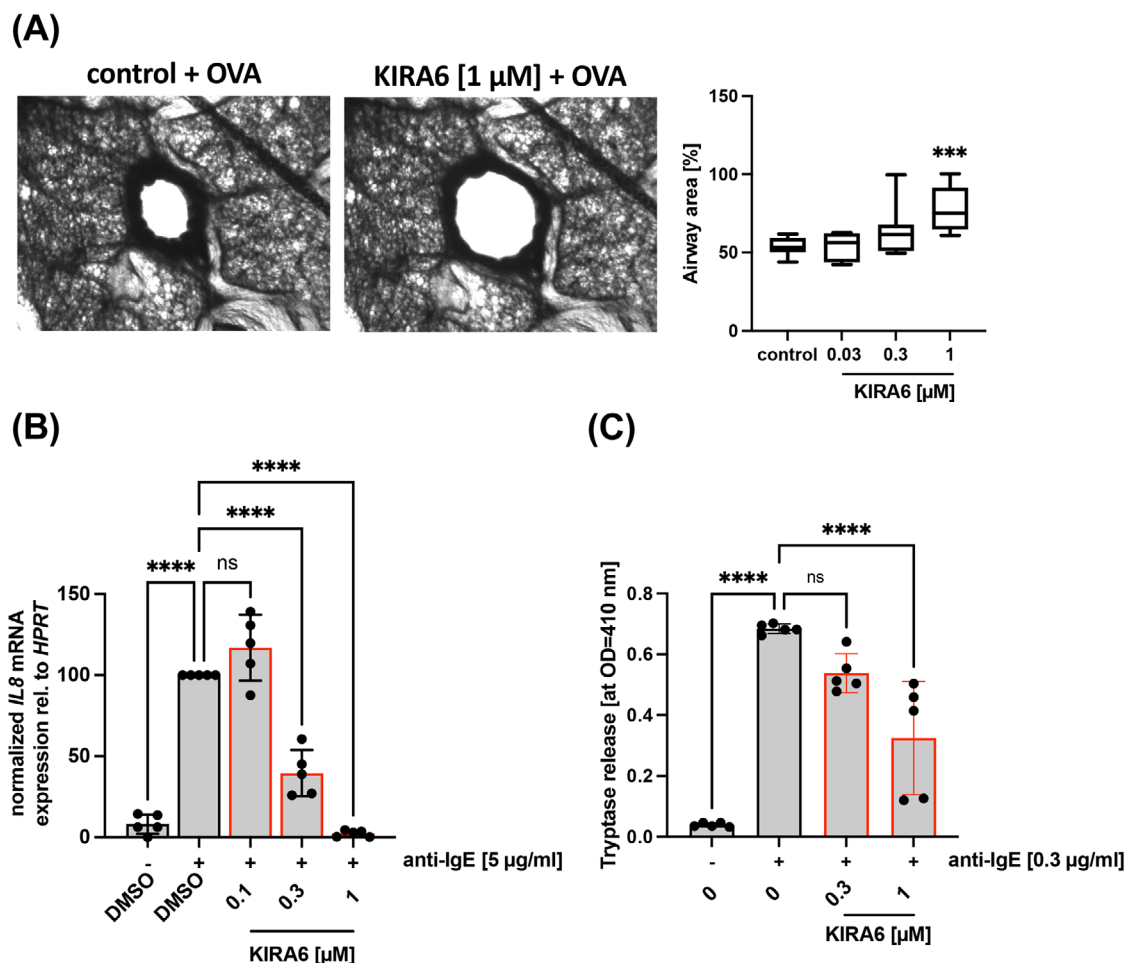 (A)
control + OVA
KIRA6 [1 µM] + OVA
Airway area [%]
150
100
50
0
***
control 0.03 0.3 1
KIRA6 [µM]
(B)
normalized IL8 mRNA
expression rel. to HPRT
150
100
50
0
****
****
****
ns
- + + + + anti-IgE [5 µg/ml]
DMSO DMSO 0.1 0.3 1
KIRA6 [µM]
(C)
Tryptase release [at OD=410 nm]
0.8
0.6
0.4
0.2
0.0
****
****
ns
- + + + anti-IgE [0.3 µg/ml]
0 0 0.3 1
KIRA6 [µM]